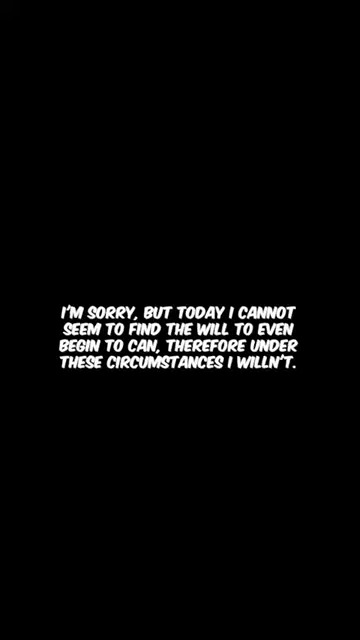 I'M SORRY, BUT TODAY I CANNOT
SEEM TO FIND THE WILL TO EVEN
BEGIN TO CAN, THEREFORE UNDER
THESE CIRCUMSTANCES I WILLN'T.